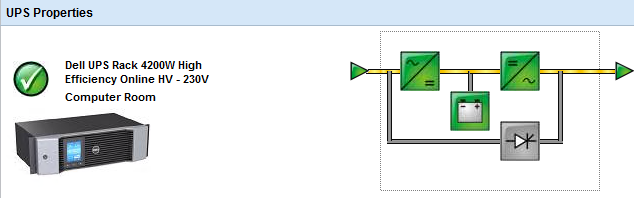 UPS Properties
Dell UPS Rack 4200W High
Efficiency Online HV - 230V
Computer Room